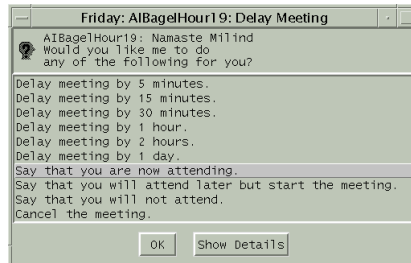 Friday: AIBagelHour19: Delay Meeting
AIBagelHour19: Namaste Milind
Would you like me to do
any of the following for you?
Delay meeting by 5 minutes.
Delay meeting by 15 minutes.
Delay meeting by 30 minutes.
Delay meeting by 1 hour.
Delay meeting by 2 hours.
Delay meeting by 1 day.
Say that you are now attending.
Say that you will attend later but start the meeting.
Say that you will not attend.
Cancel the meeting.
OK Show Details